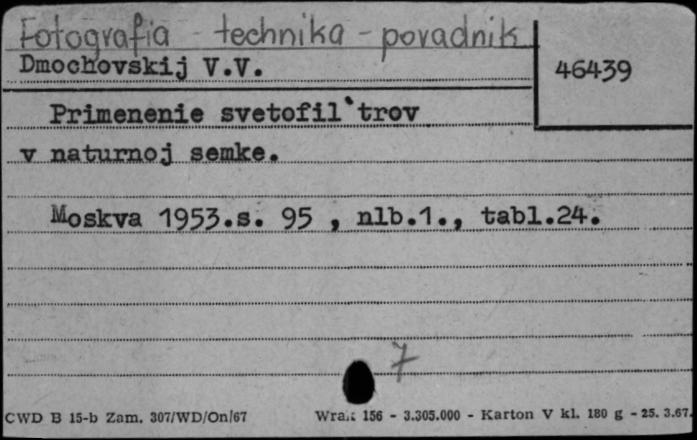 Fotografia - technika - poradnik
Dmochovskij V.V.
46439
Primenenie svetofil`trov
v naturnoj semke.
Moskva 1953.s. 95 , nlb.1., tabl.24.
7
CWD B 15-b Zam. 307/WD/On/67
156 - 3.305.000 - Karton V kl. 180 g - 25. 3.67.